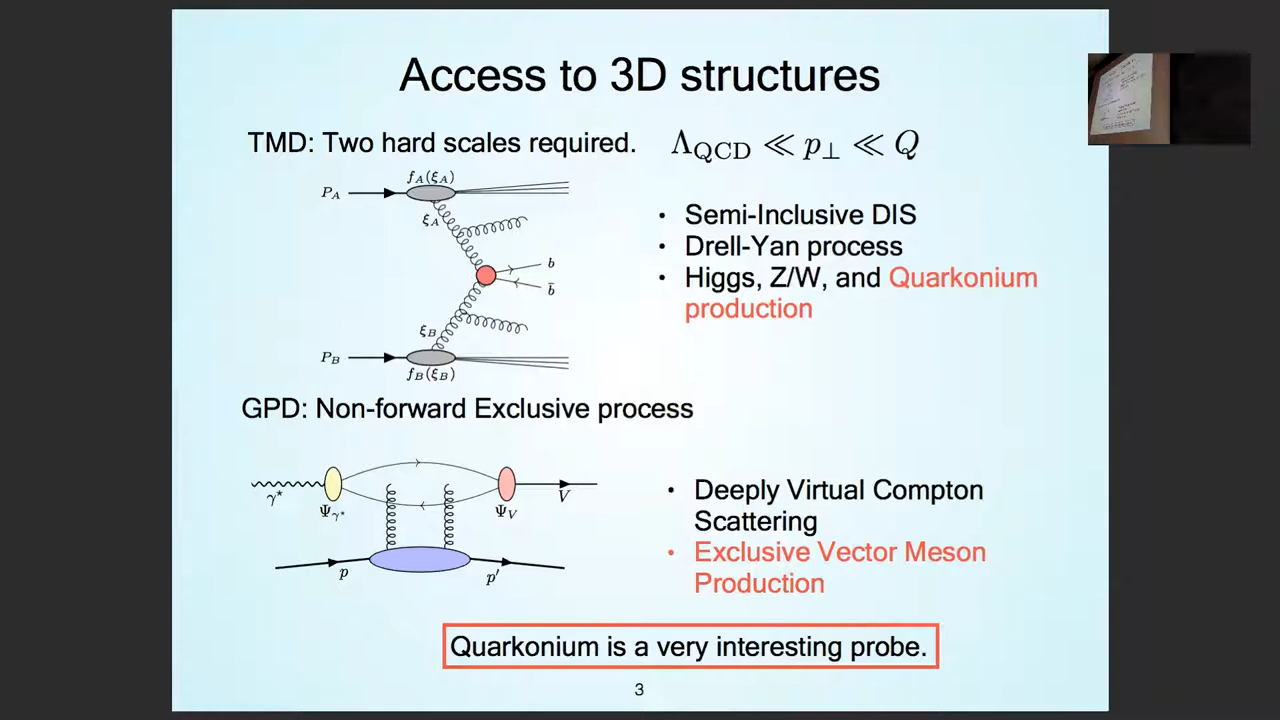 Access to 3D structures
TMD: Two hard scales required. Λ_QCD ≪ p_⊥ ≪ Q
f_A(ξ_A)
P_A
ξ_A
b
b̄
ξ_B
P_B
f_B(ξ_B)
• Semi-Inclusive DIS
• Drell-Yan process
• Higgs, Z/W, and Quarkonium
production
GPD: Non-forward Exclusive process
γ*
Ψ_γ*
Ψ_V
V
p
p′
• Deeply Virtual Compton
Scattering
• Exclusive Vector Meson
Production
Quarkonium is a very interesting probe.
3